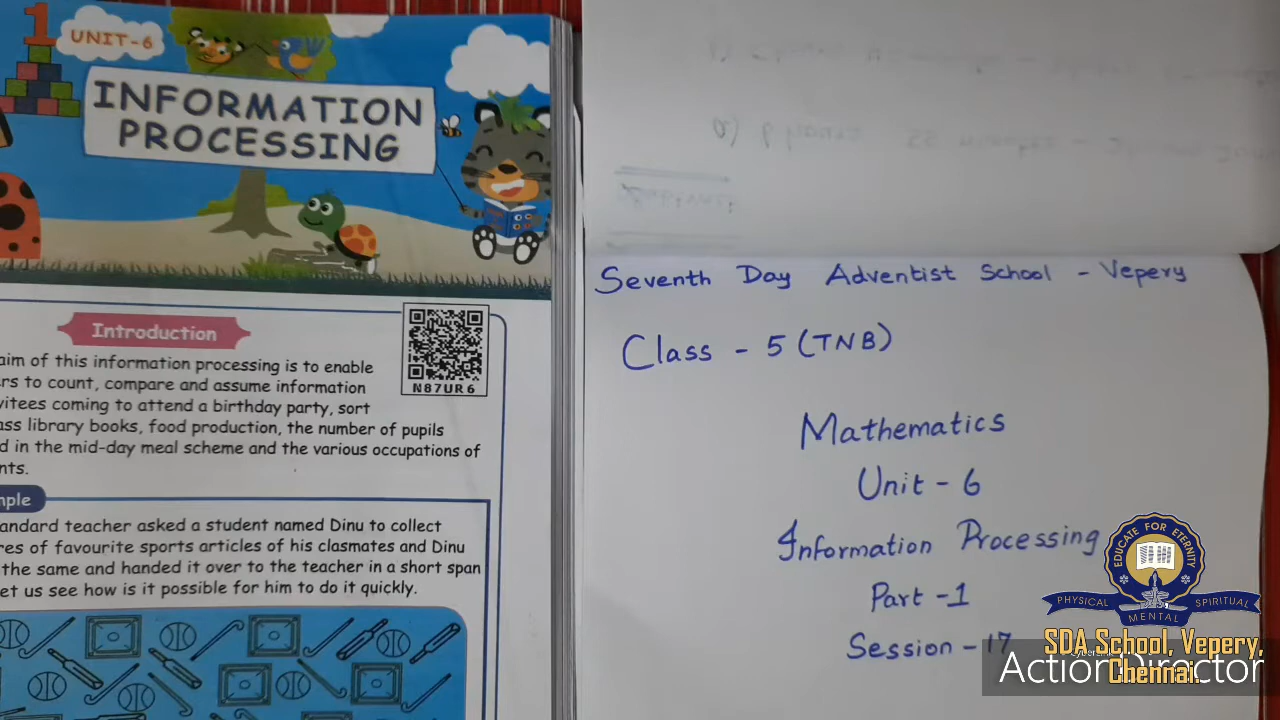 1
UNIT-6
INFORMATION
PROCESSING
Introduction
N87UR6
aim of this information processing is to enable
rs to count, compare and assume information
vitees coming to attend a birthday party, sort
ass library books, food production, the number of pupils
d in the mid-day meal scheme and the various occupations of
nts.
mple
andard teacher asked a student named Dinu to collect
res of favourite sports articles of his clasmates and Dinu
the same and handed it over to the teacher in a short span
et us see how is it possible for him to do it quickly.
Seventh Day Adventist School - Vepery
Class - 5 (TNB)
Mathematics
Unit - 6
Information Processing
Part - 1
Session - 17
EDUCATE FOR ETERNITY
PHYSICAL MENTAL SPIRITUAL
SDA School, Vepery,
Chennai.
ActionDirector